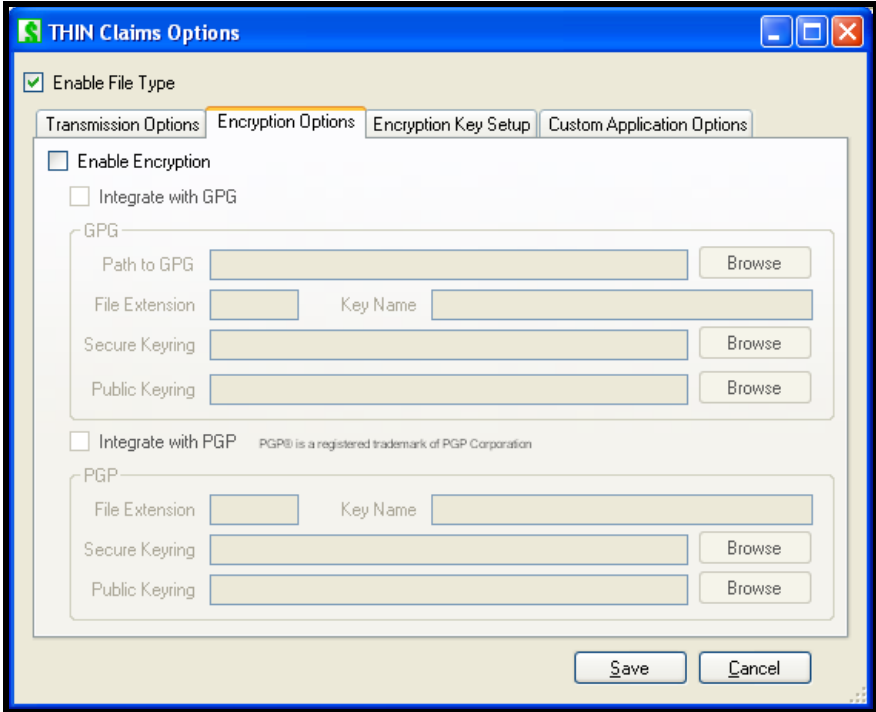 THIN Claims Options
Enable File Type
Transmission Options Encryption Options Encryption Key Setup Custom Application Options
Enable Encryption
Integrate with GPG
GPG
Path to GPG Browse
File Extension Key Name
Secure Keyring Browse
Public Keyring Browse
Integrate with PGP PGP® is a registered trademark of PGP Corporation
PGP
File Extension Key Name
Secure Keyring Browse
Public Keyring Browse
Save Cancel